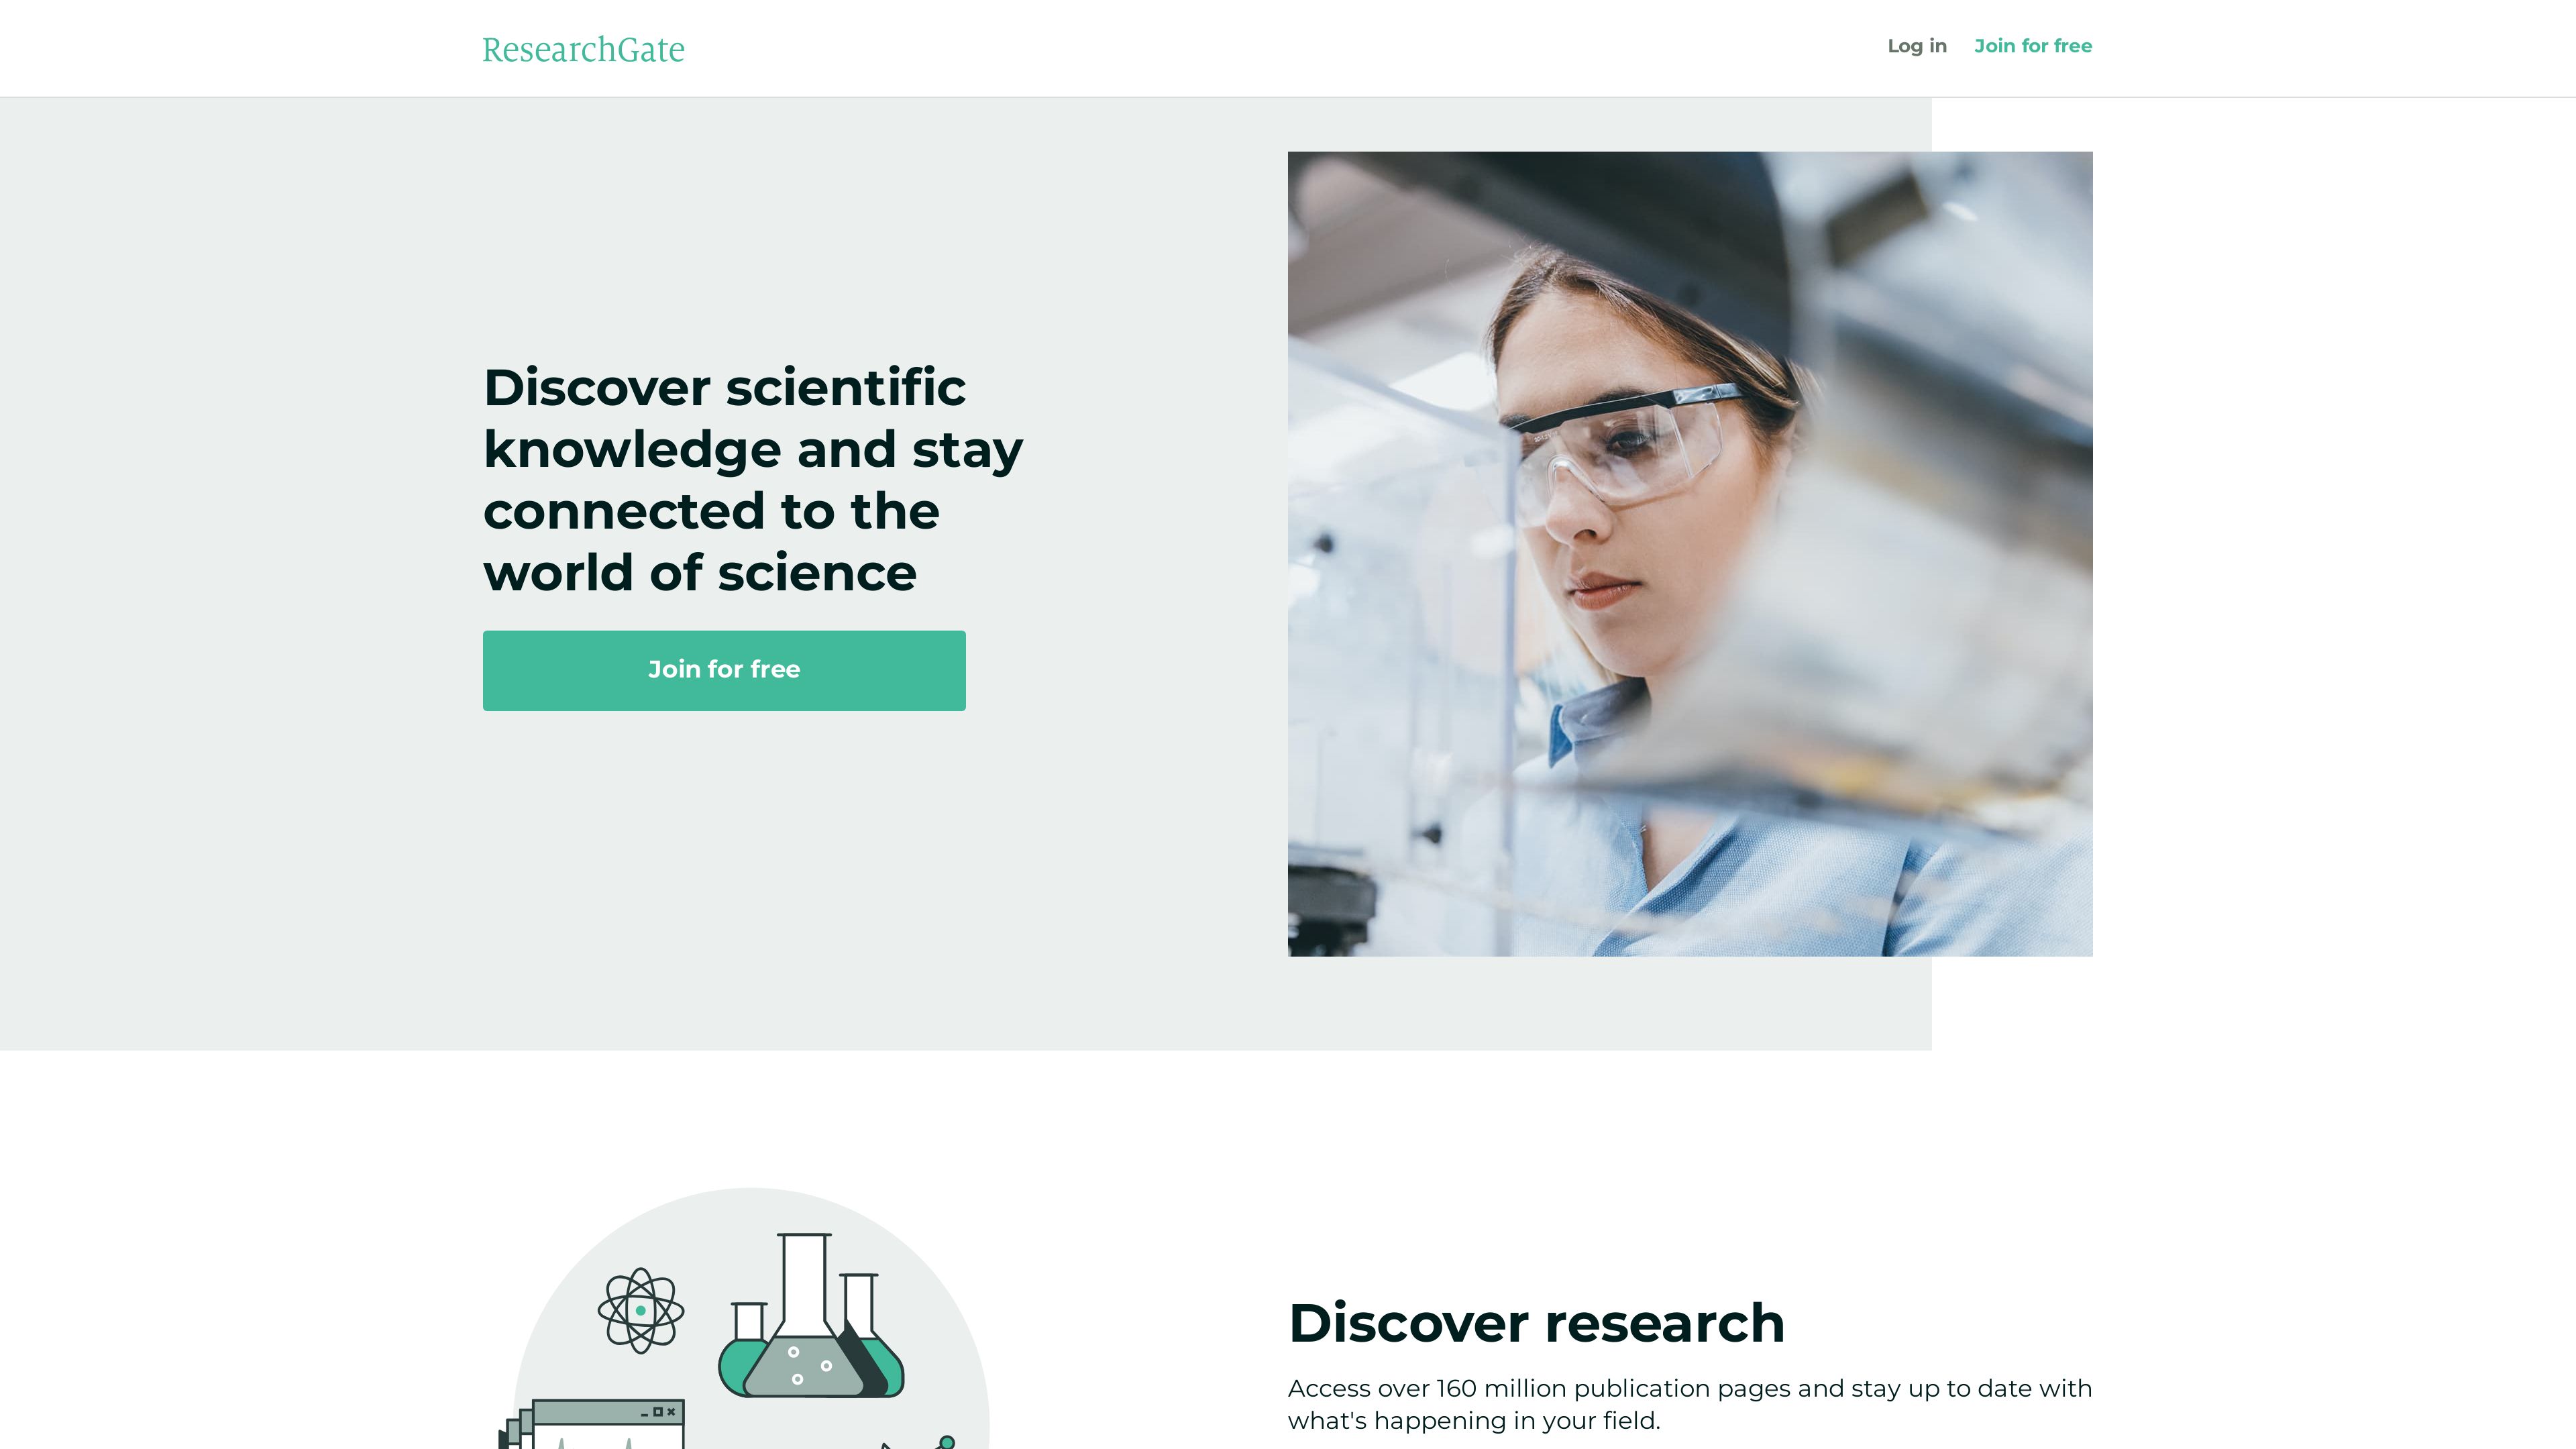 ResearchGate
Log in
Join for free
Discover scientific
knowledge and stay
connected to the
world of science
Join for free
Discover research
Access over 160 million publication pages and stay up to date with
what's happening in your field.